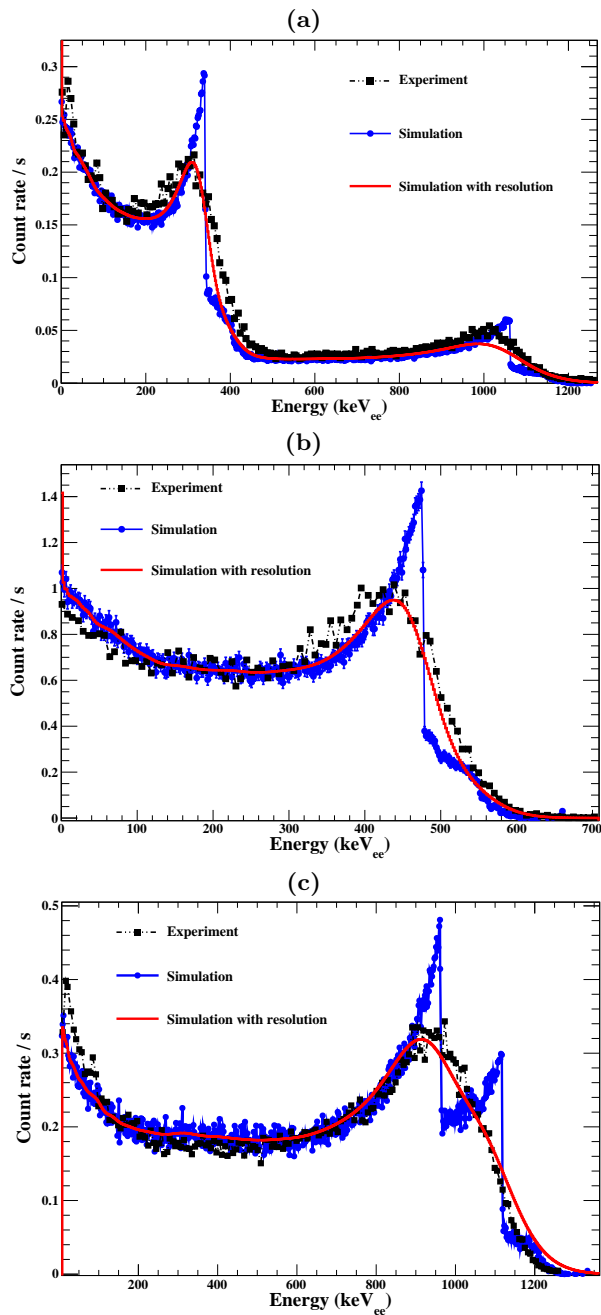 (a)
0.3
0.25
0.2
0.15
0.1
0.05
0
Count rate / s
Experiment
Simulation
Simulation with resolution
0 200 400 600 800 1000 1200
Energy (keVee)
(b)
1.4
1.2
1
0.8
0.6
0.4
0.2
0
Count rate / s
Experiment
Simulation
Simulation with resolution
0 100 200 300 400 500 600 700
Energy (keVee)
(c)
0.5
0.4
0.3
0.2
0.1
0
Count rate / s
Experiment
Simulation
Simulation with resolution
200 400 600 800 1000 1200
Energy (keVee)